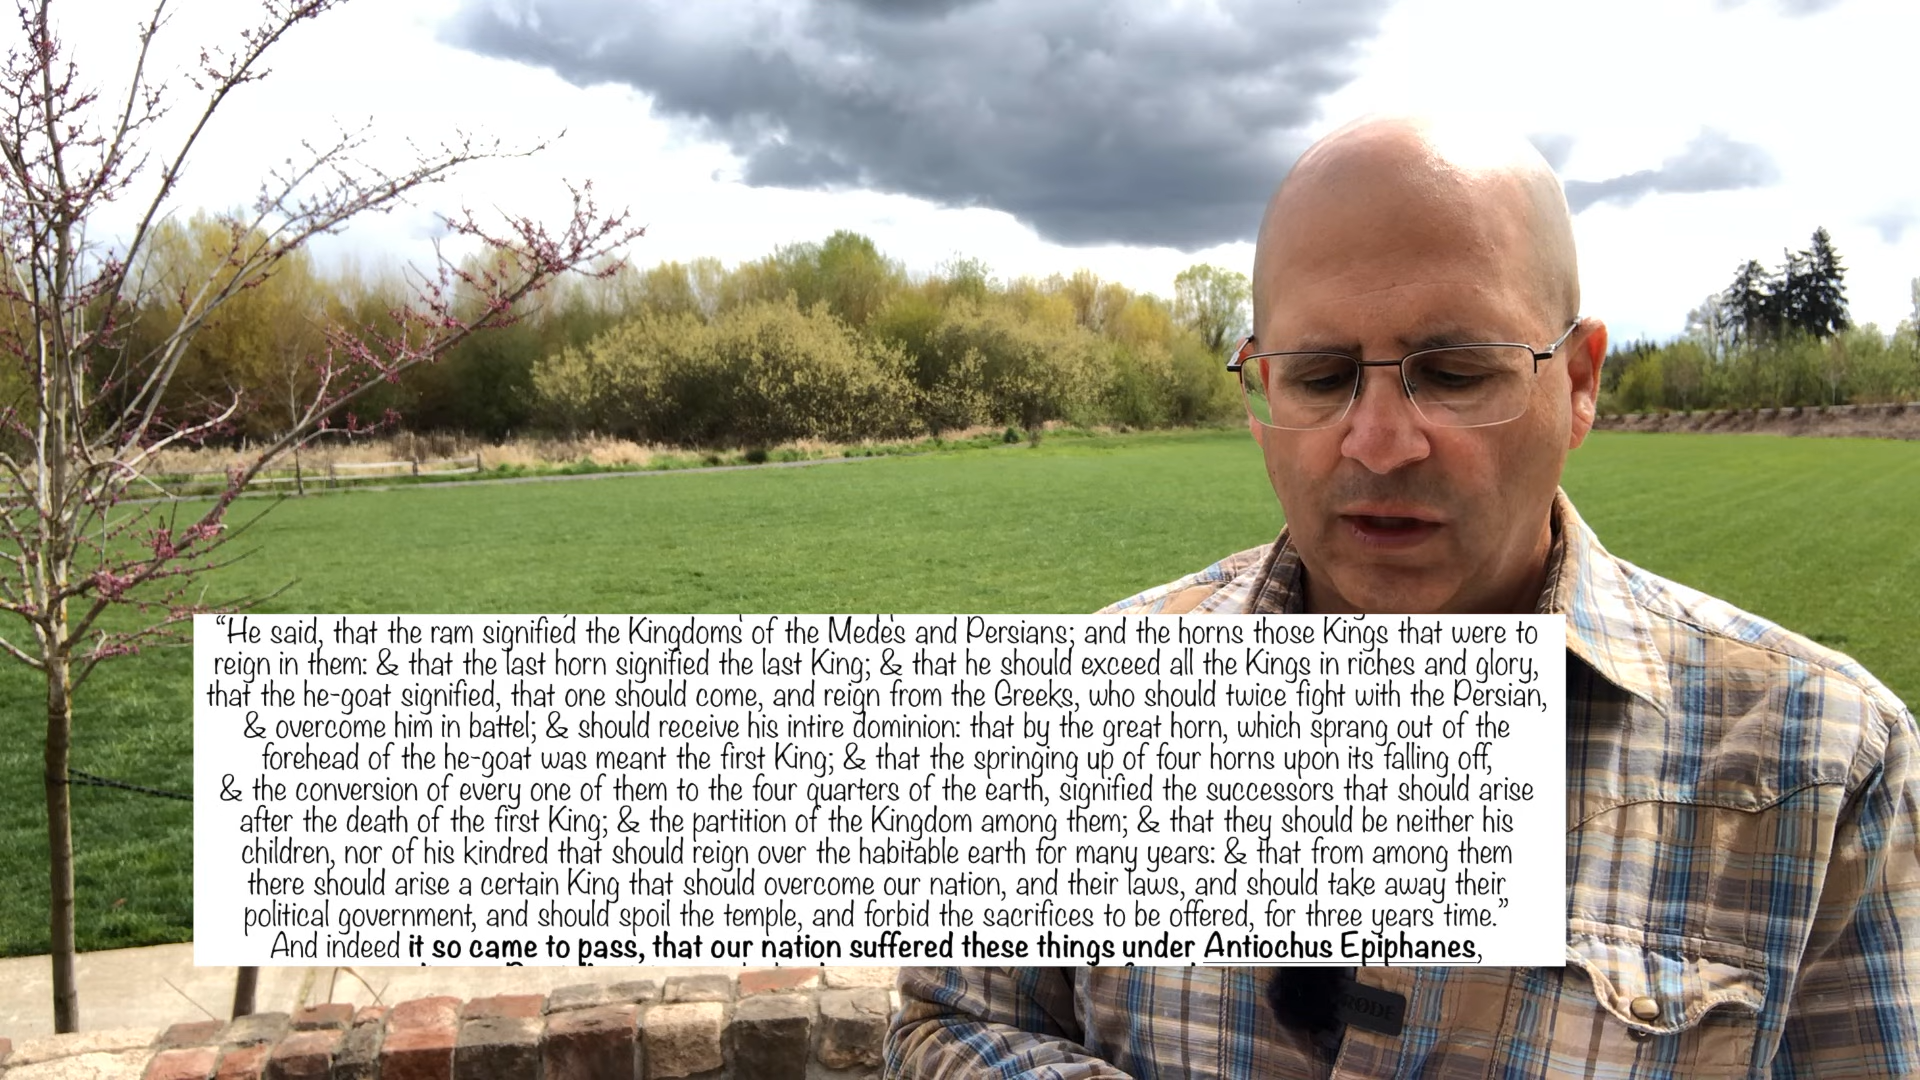 “He said, that the ram signified the Kingdoms of the Medes and Persians; and the horns those Kings that were to
reign in them: & that the last horn signified the last King; & that he should exceed all the Kings in riches and glory,
that the he-goat signified, that one should come, and reign from the Greeks, who should twice fight with the Persian,
& overcome him in battel; & should receive his intire dominion: that by the great horn, which sprang out of the
forehead of the he-goat was meant the first King; & that the springing up of four horns upon its falling off,
& the conversion of every one of them to the four quarters of the earth, signified the successors that should arise
after the death of the first King; & the partition of the Kingdom among them; & that they should be neither his
children, nor of his kindred that should reign over the habitable earth for many years: & that from among them
there should arise a certain King that should overcome our nation, and their laws, and should take away their
political government, and should spoil the temple, and forbid the sacrifices to be offered, for three years time.”
And indeed it so came to pass, that our nation suffered these things under Antiochus Epiphanes,
RØDE